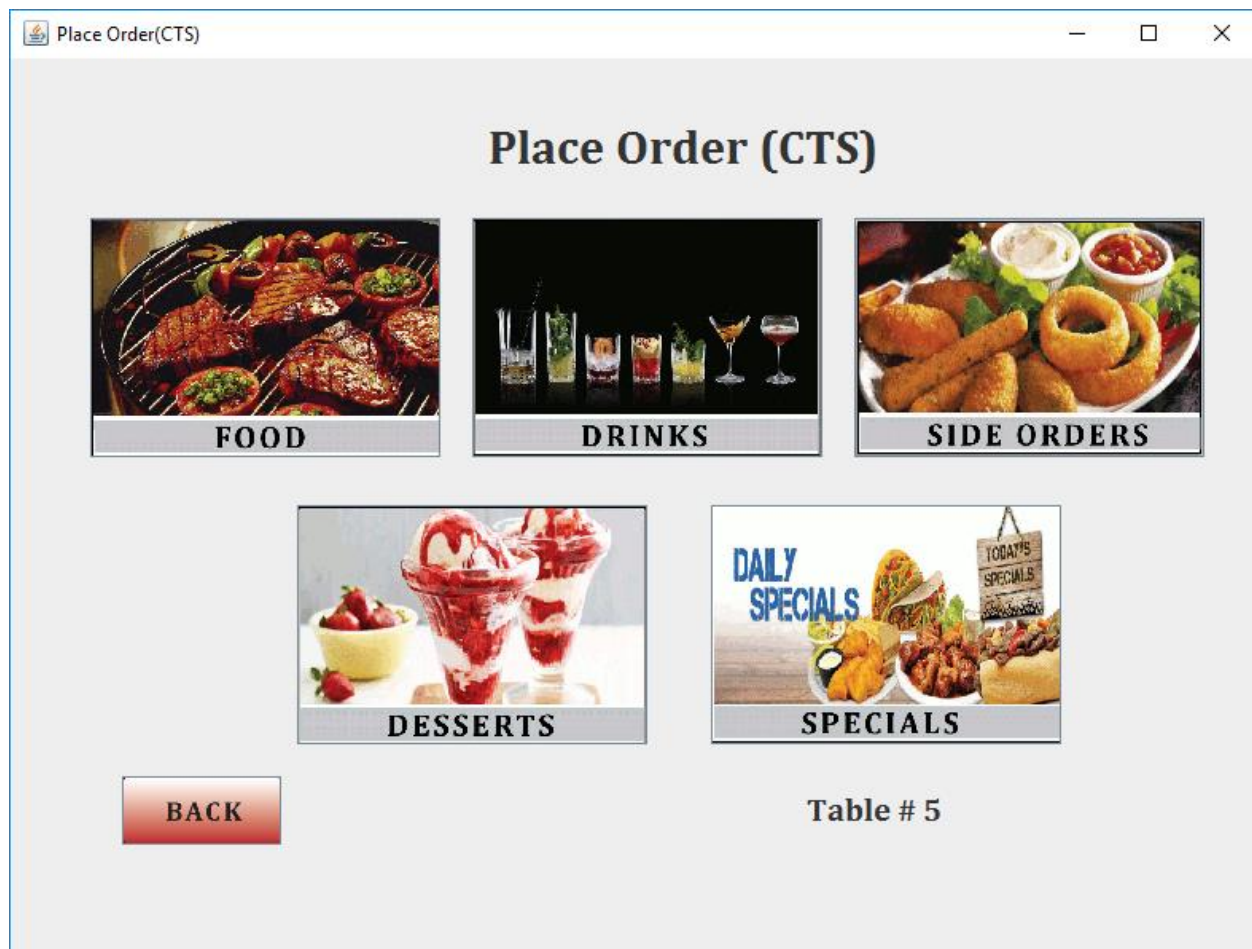 Place Order(CTS)
Place Order (CTS)
FOOD
DRINKS
SIDE ORDERS
DAILY
SPECIALS
TODAY'S
SPECIALS
DESSERTS
SPECIALS
BACK
Table # 5